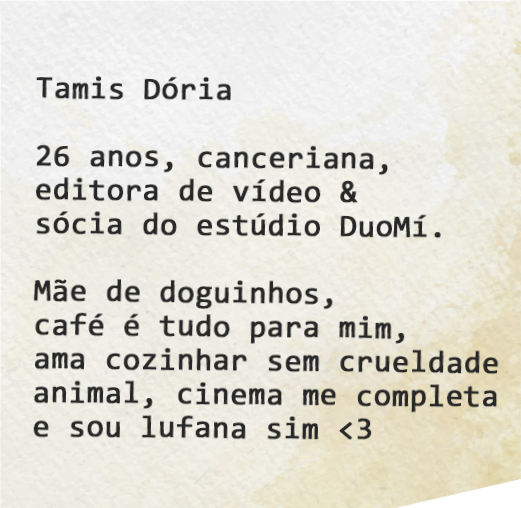 Tamis Dória
26 anos, canceriana,
editora de vídeo &
sócia do estúdio DuoMí.
Mãe de doguinhos,
café é tudo para mim,
ama cozinhar sem crueldade
animal, cinema me completa
e sou lufana sim <3